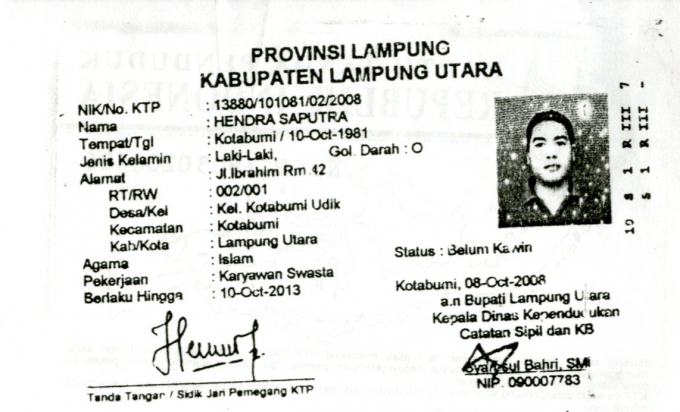 PROVINSI LAMPUNG
KABUPATEN LAMPUNG UTARA
NIK/No. KTP : 13880/101081/02/2008
Nama : HENDRA SAPUTRA
Tempat/Tgl : Kotabumi / 10-Oct-1981
Jenis Kelamin : Laki-Laki, Gol. Darah : O
Alamat : Jl.Ibrahim Rm.42
RT/RW : 002/001
Desa/Kel : Kel. Kotabumi Udik
Kecamatan : Kotabumi
Kab/Kota : Lampung Utara
Agama : Islam
Pekerjaan : Karyawan Swasta
Berlaku Hingga : 10-Oct-2013
Status : Belum Kawin
Kotabumi, 08-Oct-2008
a.n Bupati Lampung Utara
Kepala Dinas Kependudukan
Catatan Sipil dan KB
Bahri, SMi
NIP. 090007783
Tanda Tangan / Sidik Jari Pemegang KTP
10 S 1 R III 7
5 1 R III -